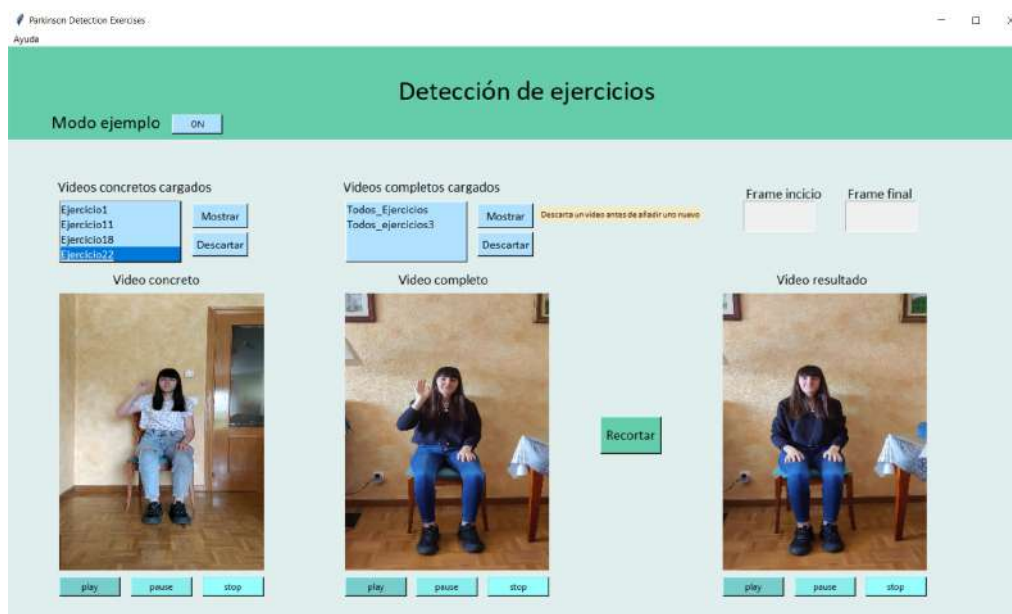 Parkinson Detection Exercises
Ayuda
Detección de ejercicios
Modo ejemplo ON
Videos concretos cargados
Ejercicio1
Ejercicio11
Ejercicio18
Ejercicio22
Mostrar
Descartar
Videos completos cargados
Todos_Ejercicios
Todos_ejercicios3
Mostrar
Descartar
Descarta un video antes de añadir uno nuevo
Frame incicio
Frame final
Video concreto
Video completo
Video resultado
Recortar
play pause stop
play pause stop
play pause stop